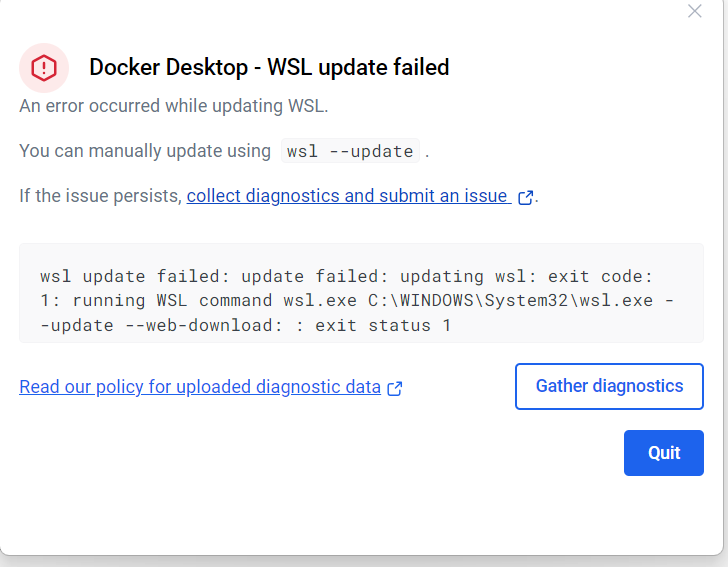 Docker Desktop - WSL update failed
An error occurred while updating WSL.
You can manually update using wsl --update .
If the issue persists, collect diagnostics and submit an issue .
wsl update failed: update failed: updating wsl: exit code:
1: running WSL command wsl.exe C:\WINDOWS\System32\wsl.exe -
-update --web-download: : exit status 1
Read our policy for uploaded diagnostic data
Gather diagnostics
Quit